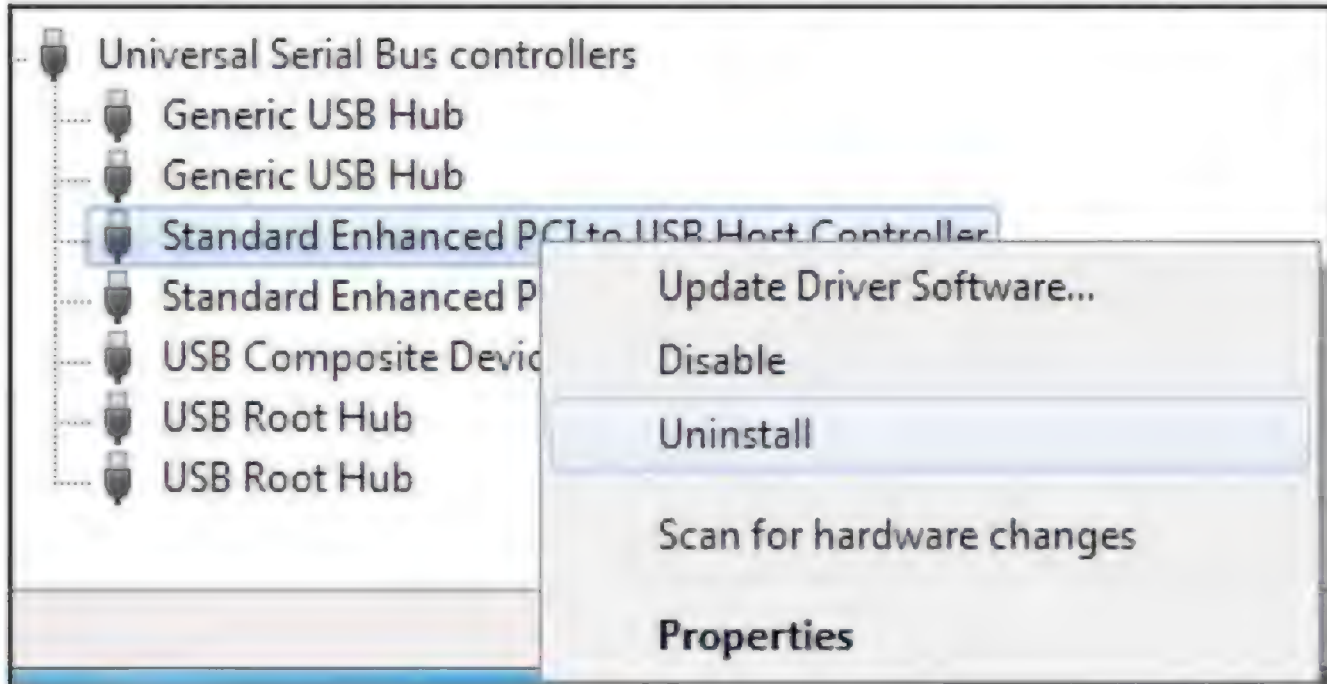 Universal Serial Bus controllers
Generic USB Hub
Generic USB Hub
Standard Enhanced PCI to USB Host Controller
Standard Enhanced P
USB Composite Devic
USB Root Hub
USB Root Hub
Update Driver Software...
Disable
Uninstall
Scan for hardware changes
Properties